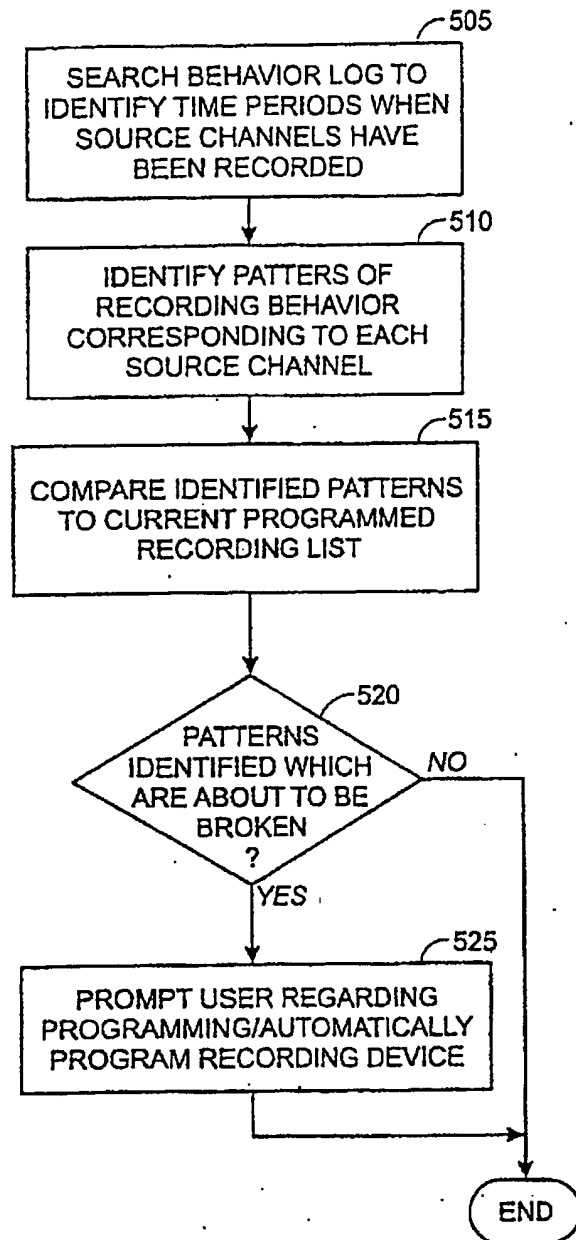 505
SEARCH BEHAVIOR LOG TO
IDENTIFY TIME PERIODS WHEN
SOURCE CHANNELS HAVE
BEEN RECORDED
510
IDENTIFY PATTERS OF
RECORDING BEHAVIOR
CORRESPONDING TO EACH
SOURCE CHANNEL
515
COMPARE IDENTIFIED PATTERNS
TO CURRENT PROGRAMMED
RECORDING LIST
520
PATTERNS
IDENTIFIED WHICH
ARE ABOUT TO BE
BROKEN
?
NO
YES
525
PROMPT USER REGARDING
PROGRAMMING/AUTOMATICALLY
PROGRAM RECORDING DEVICE
END